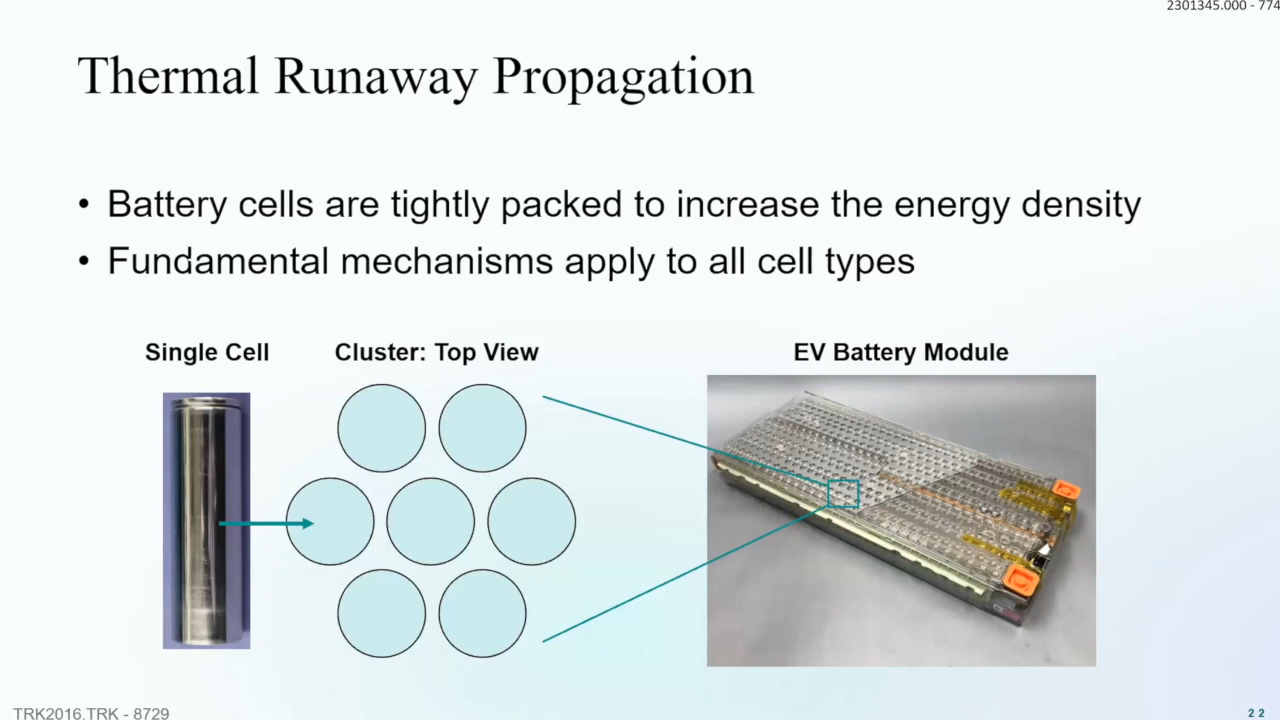 2301345.000 - 774
Thermal Runaway Propagation
• Battery cells are tightly packed to increase the energy density
• Fundamental mechanisms apply to all cell types
Single Cell
Cluster: Top View
EV Battery Module
TRK2016.TRK - 8729
22